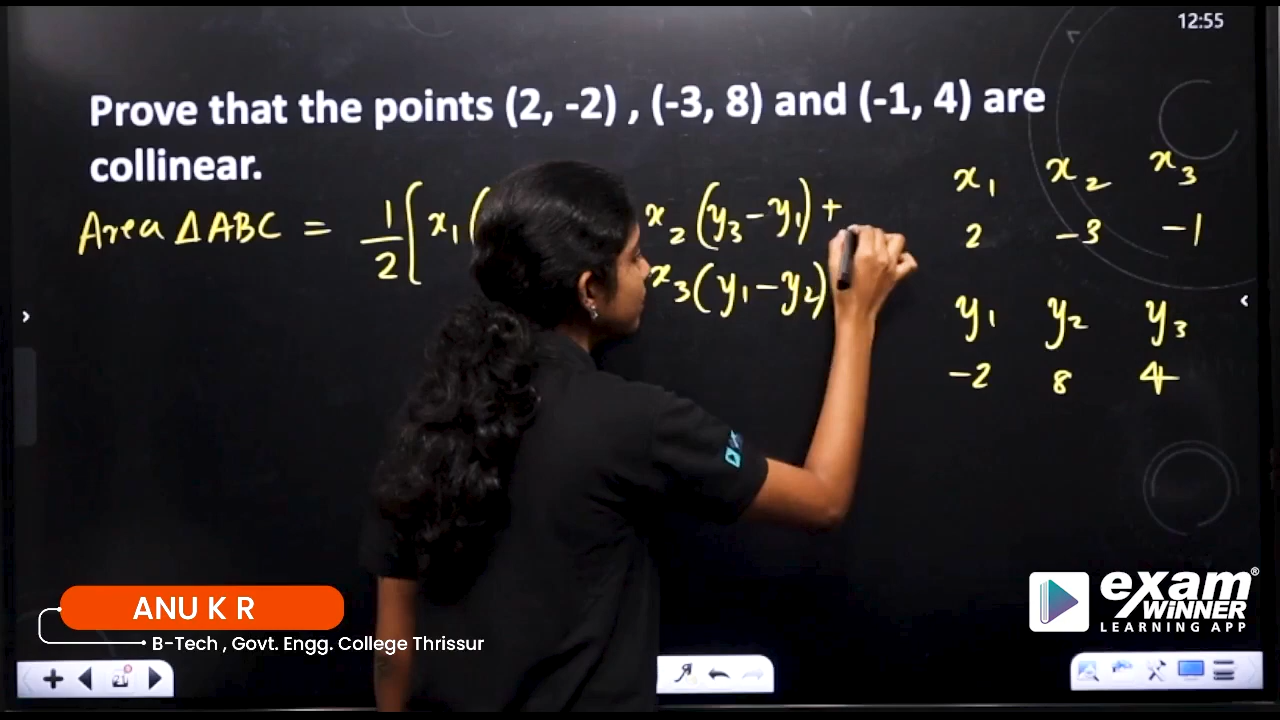 12:55
Prove that the points (2, -2) , (-3, 8) and (-1, 4) are
collinear.
x₁ x₂ x₃
2 -3 -1
Area ΔABC = 1/2 [x₁( x₂(y₃-y₁)+
x₃(y₁-y₂)
y₁ y₂ y₃
-2 8 4
ANU K R
B-Tech , Govt. Engg. College Thrissur
exam
WINNER
LEARNING APP